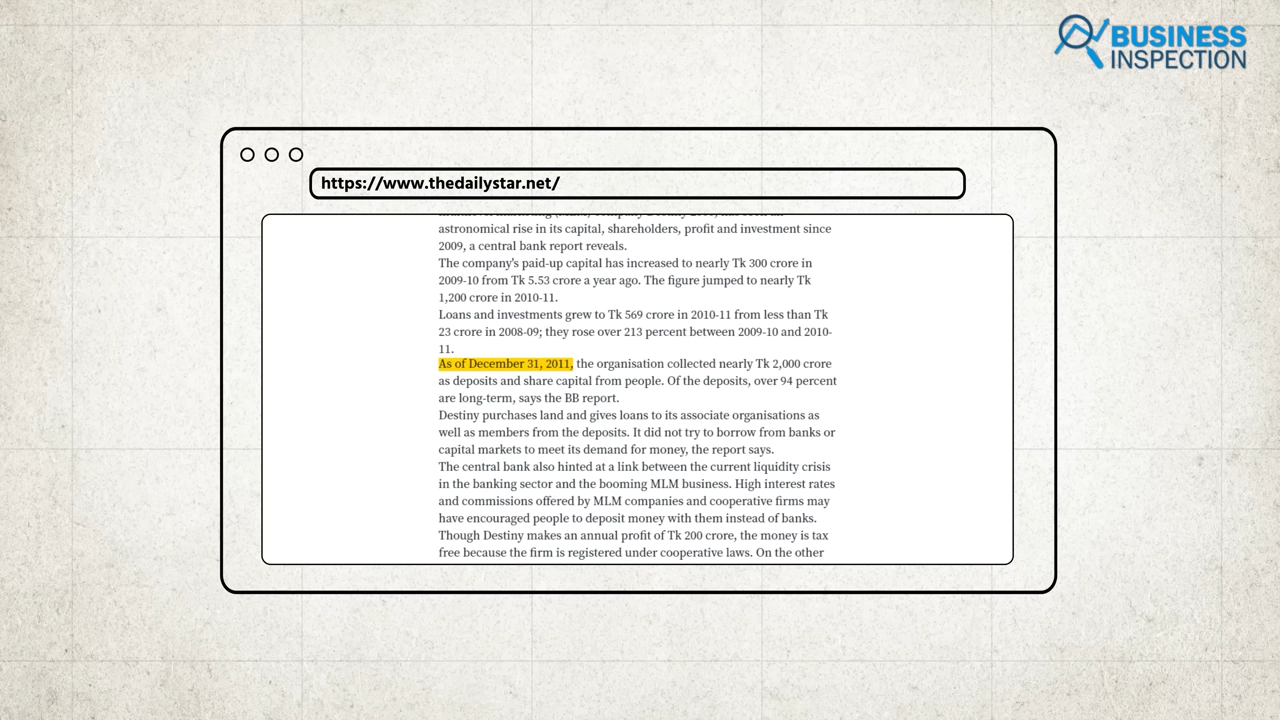 BUSINESS
INSPECTION
https://www.thedailystar.net/
astronomical rise in its capital, shareholders, profit and investment since
2009, a central bank report reveals.
The company's paid-up capital has increased to nearly Tk 300 crore in
2009-10 from Tk 5.53 crore a year ago. The figure jumped to nearly Tk
1,200 crore in 2010-11.
Loans and investments grew to Tk 569 crore in 2010-11 from less than Tk
23 crore in 2008-09; they rose over 213 percent between 2009-10 and 2010-
11.
As of December 31, 2011, the organisation collected nearly Tk 2,000 crore
as deposits and share capital from people. Of the deposits, over 94 percent
are long-term, says the BB report.
Destiny purchases land and gives loans to its associate organisations as
well as members from the deposits. It did not try to borrow from banks or
capital markets to meet its demand for money, the report says.
The central bank also hinted at a link between the current liquidity crisis
in the banking sector and the booming MLM business. High interest rates
and commissions offered by MLM companies and cooperative firms may
have encouraged people to deposit money with them instead of banks.
Though Destiny makes an annual profit of Tk 200 crore, the money is tax
free because the firm is registered under cooperative laws. On the other